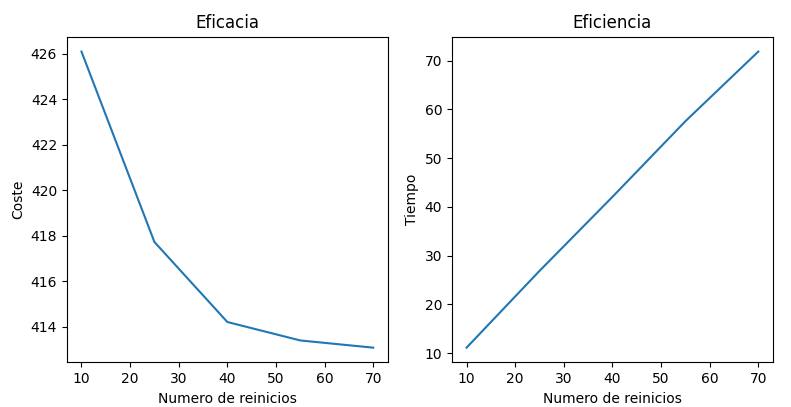 Eficacia
426
424
422
420
418
416
414
Coste
10 20 30 40 50 60 70
Numero de reinicios
Eficiencia
70
60
50
40
30
20
10
Tiempo
10 20 30 40 50 60 70
Numero de reinicios